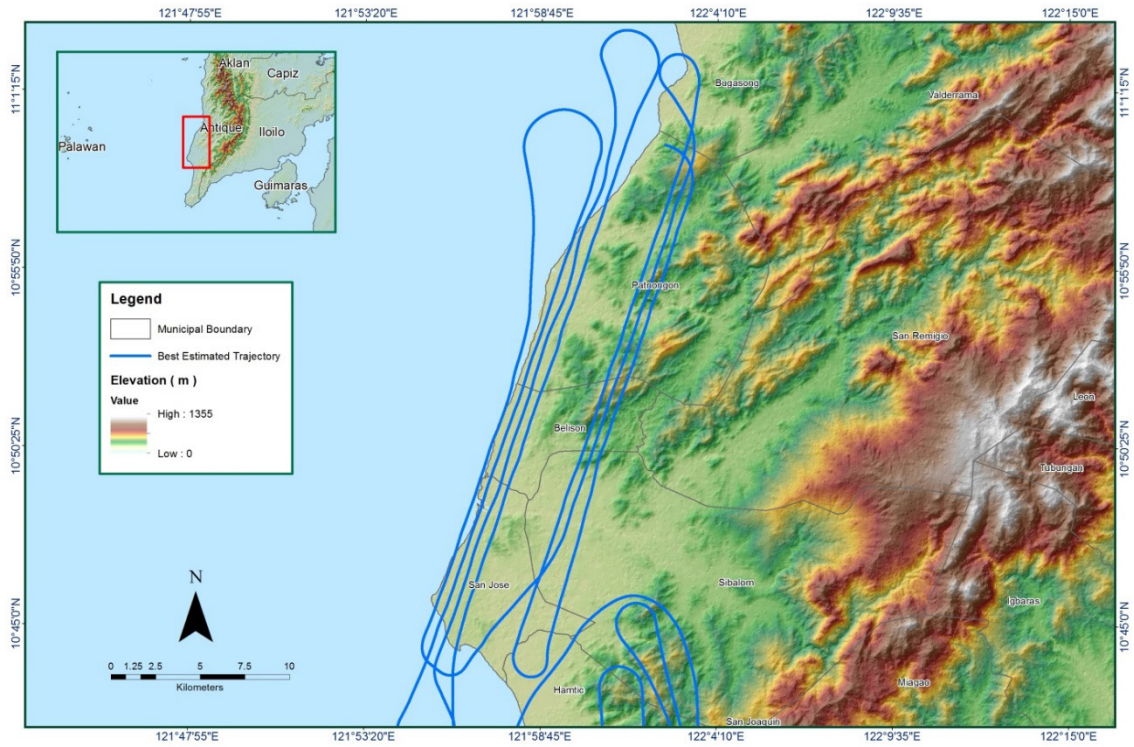 121°47'55"E 121°53'20"E 121°58'45"E 122°4'10"E 122°9'35"E 122°15'0"E
11°1'15"N 11°1'15"N
10°55'50"N 10°55'50"N
10°50'25"N 10°50'25"N
10°45'0"N 10°45'0"N
Aklan
Capiz
Antique
Iloilo
Palawan
Guimaras
Legend
Municipal Boundary
Best Estimated Trajectory
Elevation ( m )
Value
High : 1355
Low : 0
N
0 1.25 2.5 5 7.5 10
Kilometers
Bugasong
Valderrama
Patnongon
San Remigio
Leon
Belison
Tubungan
San Jose
Sibalom
Igbaras
Hamtic
Miagao
San Joaquin
121°47'55"E 121°53'20"E 121°58'45"E 122°4'10"E 122°9'35"E 122°15'0"E